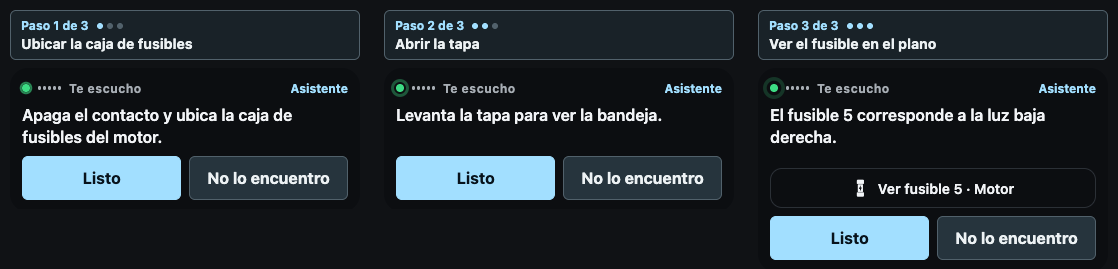 Paso 1 de 3
Ubicar la caja de fusibles
Te escucho
Asistente
Apaga el contacto y ubica la caja de
fusibles del motor.
Listo
No lo encuentro
Paso 2 de 3
Abrir la tapa
Te escucho
Asistente
Levanta la tapa para ver la bandeja.
Listo
No lo encuentro
Paso 3 de 3
Ver el fusible en el plano
Te escucho
Asistente
El fusible 5 corresponde a la luz baja
derecha.
Ver fusible 5 · Motor
Listo
No lo encuentro